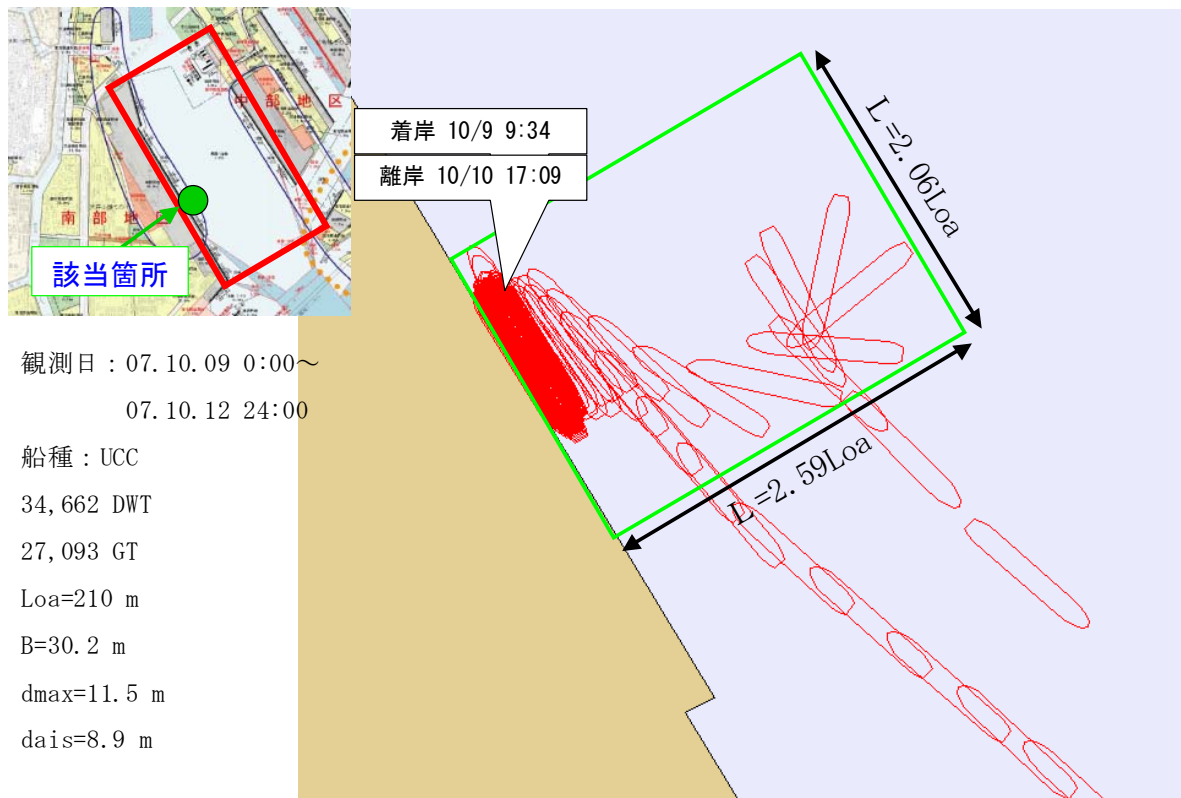 中部地区
南部地区
該当箇所
着岸 10/9 9:34
離岸 10/10 17:09
L=2.06Loa
L=2.59Loa
観測日：07.10.09 0:00～
07.10.12 24:00
船種：UCC
34,662 DWT
27,093 GT
Loa=210 m
B=30.2 m
dmax=11.5 m
dais=8.9 m